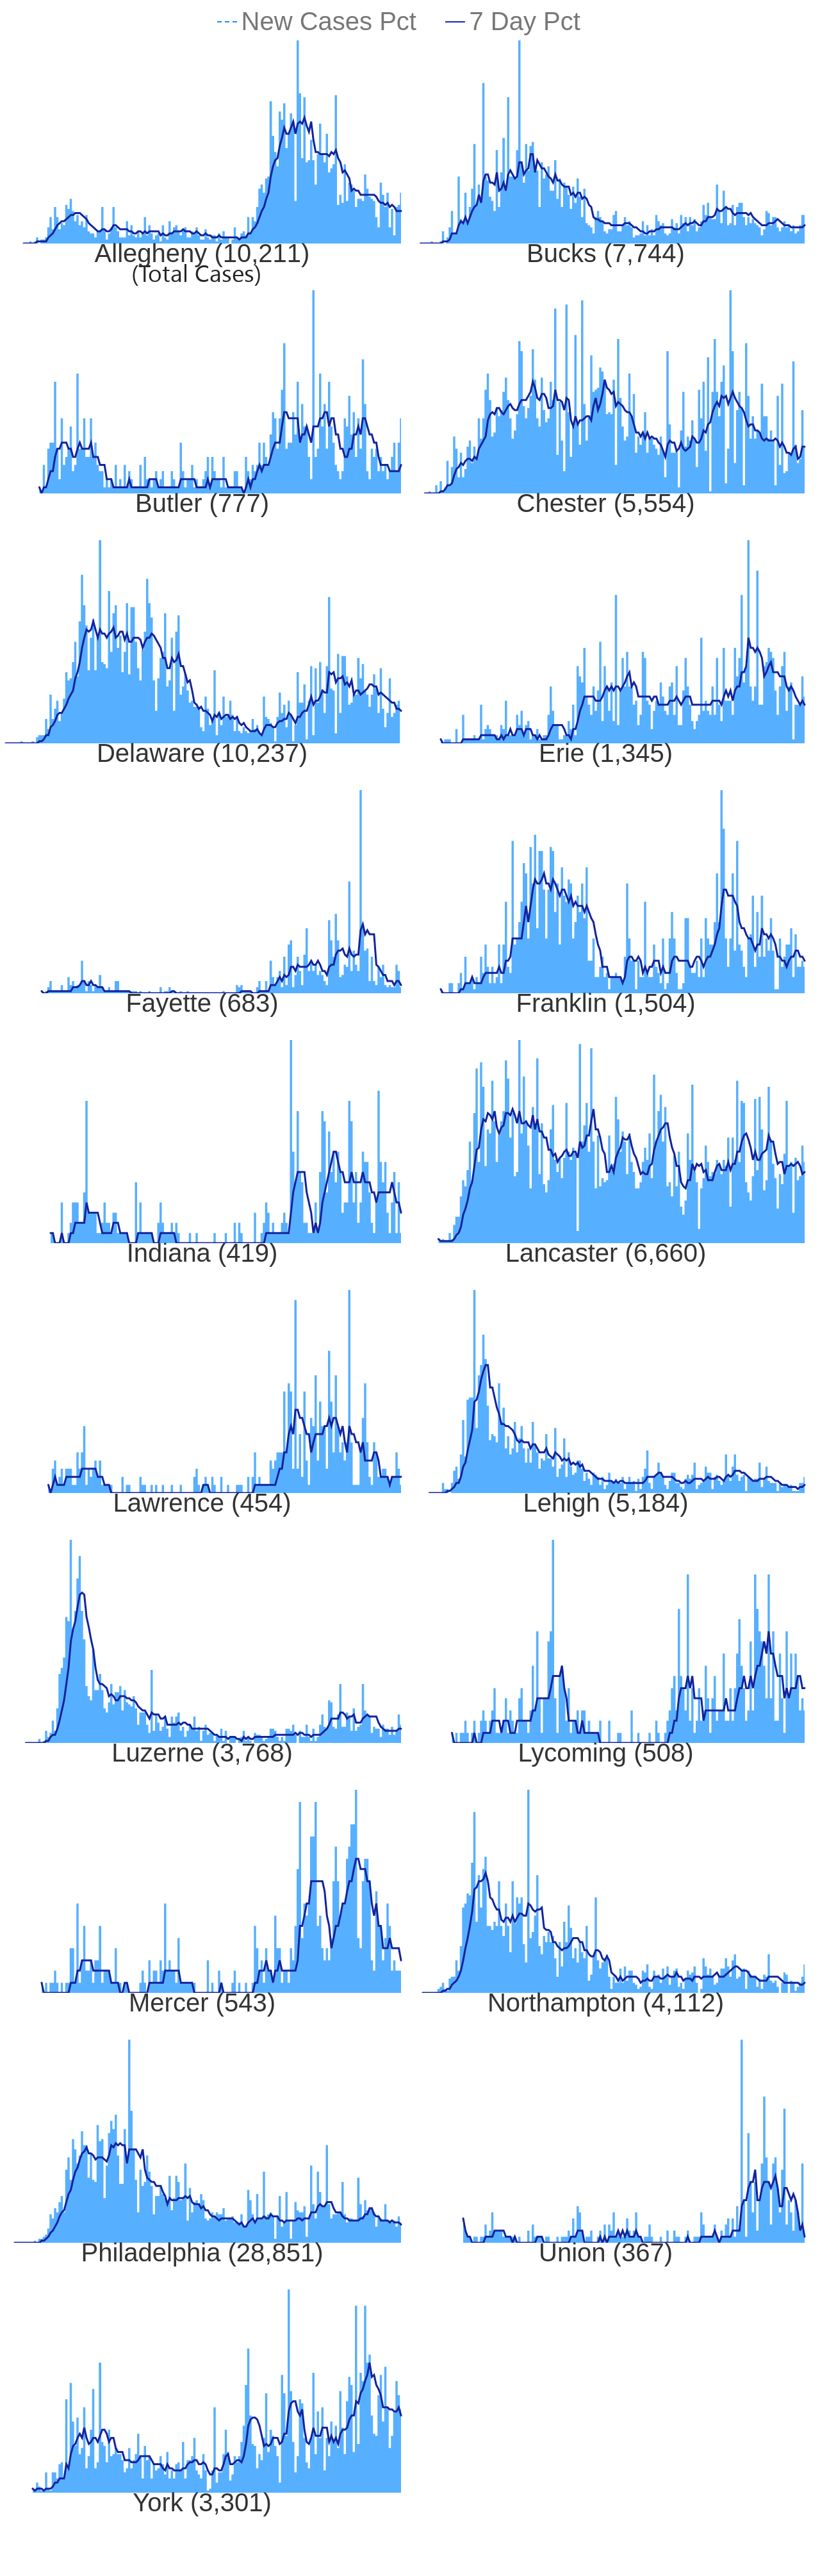 New Cases Pct 7 Day Pct
Allegheny (10,211) Bucks (7,744)
(Total Cases)
Butler (777) Chester (5,554)
Delaware (10,237) Erie (1,345)
Fayette (683) Franklin (1,504)
Indiana (419) Lancaster (6,660)
Lawrence (454) Lehigh (5,184)
Luzerne (3,768) Lycoming (508)
Mercer (543) Northampton (4,112)
Philadelphia (28,851) Union (367)
York (3,301)